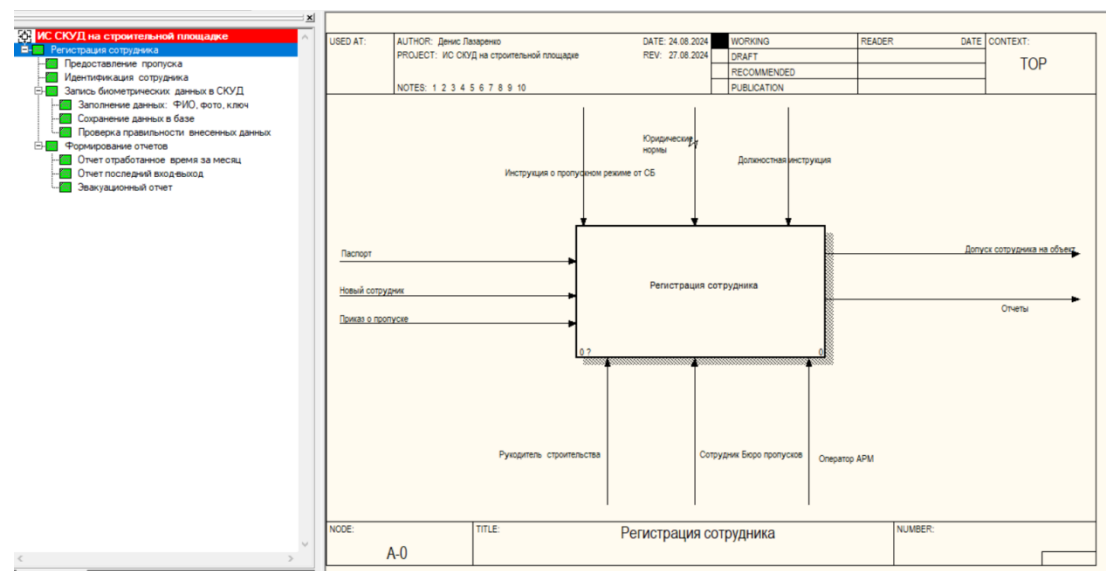 ИС СКУД на строительной площадке
Регистрация сотрудника
Предоставление пропуска
Идентификация сотрудника
Запись биометрических данных в СКУД
Заполнение данных: ФИО, фото, ключ
Сохранение данных в базе
Проверка правильности внесенных данных
Формирование отчетов
Отчет отработанное время за месяц
Отчет последний вход-выход
Эвакуационный отчет
USED AT:
AUTHOR: Денис Лазаренко
DATE: 24.08.2024
PROJECT: ИС СКУД на строительной площадке
REV: 27.08.2024
NOTES: 1 2 3 4 5 6 7 8 9 10
WORKING
DRAFT
RECOMMENDED
PUBLICATION
READER
DATE
CONTEXT:
TOP
Юридические
нормы
Должностная инструкция
Инструкция о пропускном режиме от СБ
Паспорт
Новый сотрудник
Приказ о пропуске
Регистрация сотрудника
0 ?
0
Допуск сотрудника на объект
Отчеты
Рукодитель строительства
Сотрудник Бюро пропусков
Оператор АРМ
NODE:
A-0
TITLE:
Регистрация сотрудника
NUMBER: